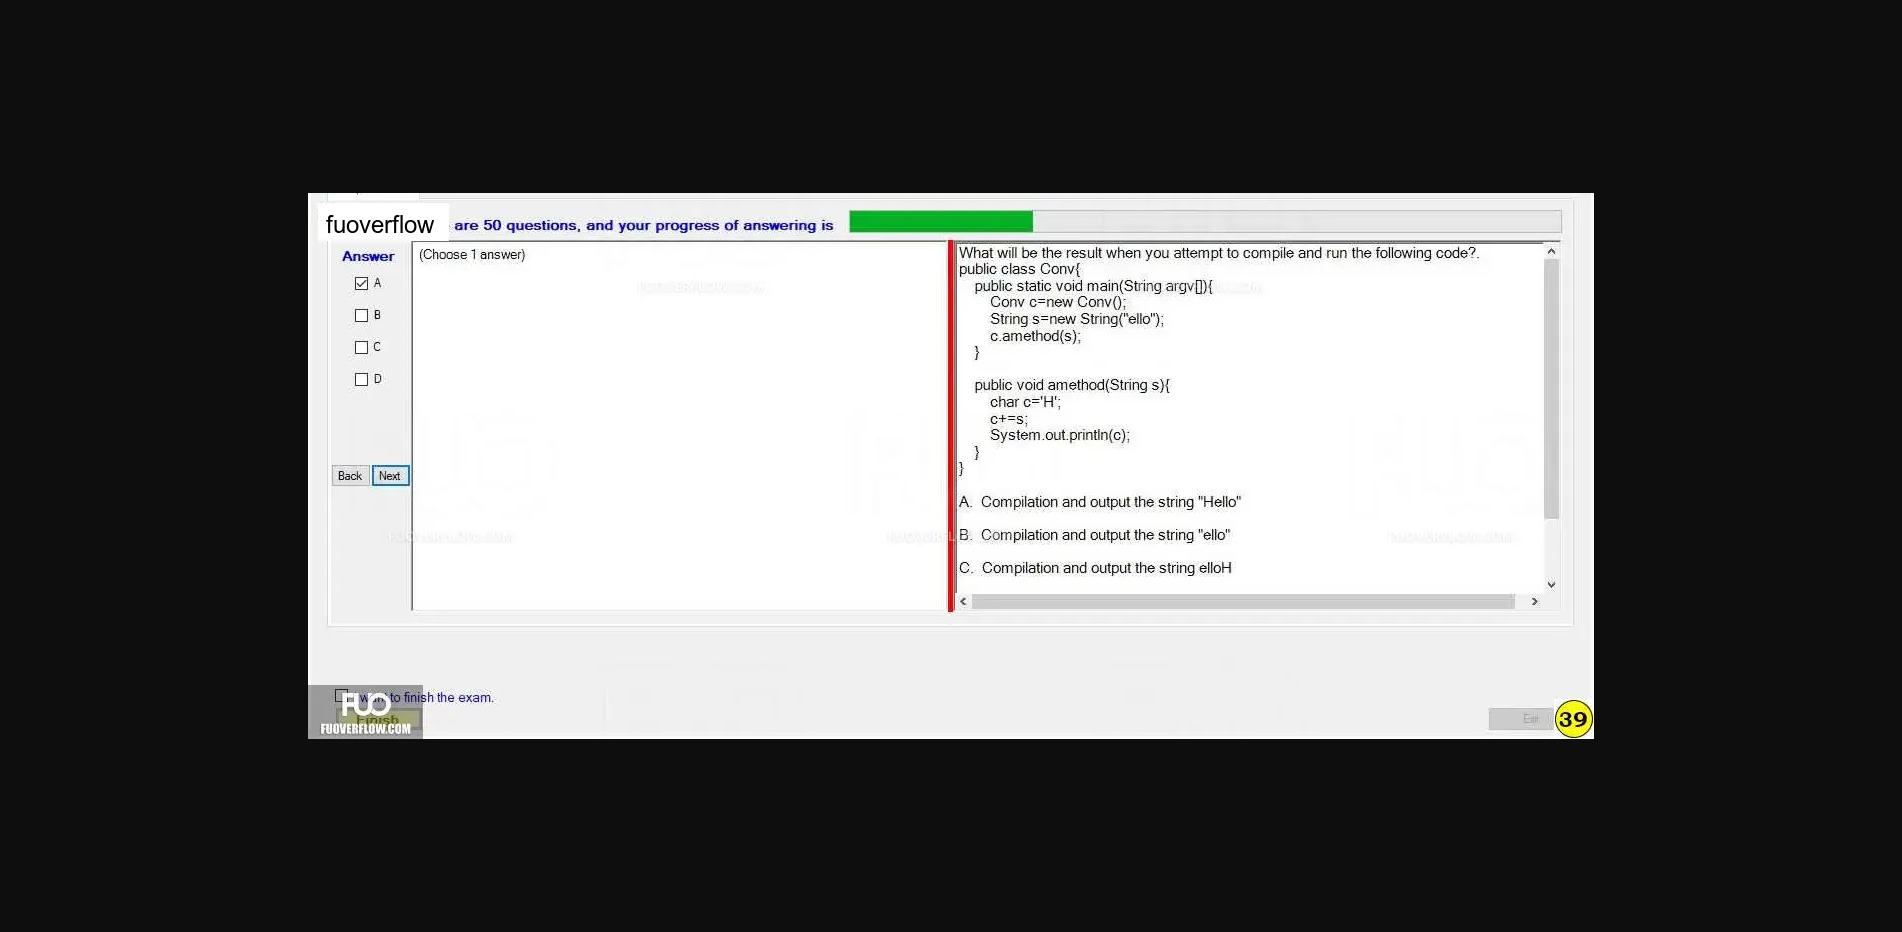 fuoverflow are 50 questions, and your progress of answering is
Answer
A
B
C
D
Back Next
(Choose 1 answer)
What will be the result when you attempt to compile and run the following code?.
public class Conv{
public static void main(String argv[]){
Conv c=new Conv();
String s=new String("ello");
c.amethod(s);
}
public void amethod(String s){
char c='H';
c+=s;
System.out.println(c);
}
}
A. Compilation and output the string "Hello"
B. Compilation and output the string "ello"
C. Compilation and output the string elloH
I want to finish the exam.
Finish
FUO
FUOVERFLOW.COM
Exit
39